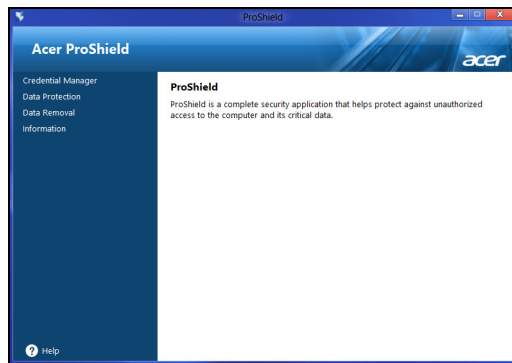 ProShield
Acer ProShield
acer
Credential Manager
Data Protection
Data Removal
Information
ProShield
ProShield is a complete security application that helps protect against unauthorized
access to the computer and its critical data.
? Help